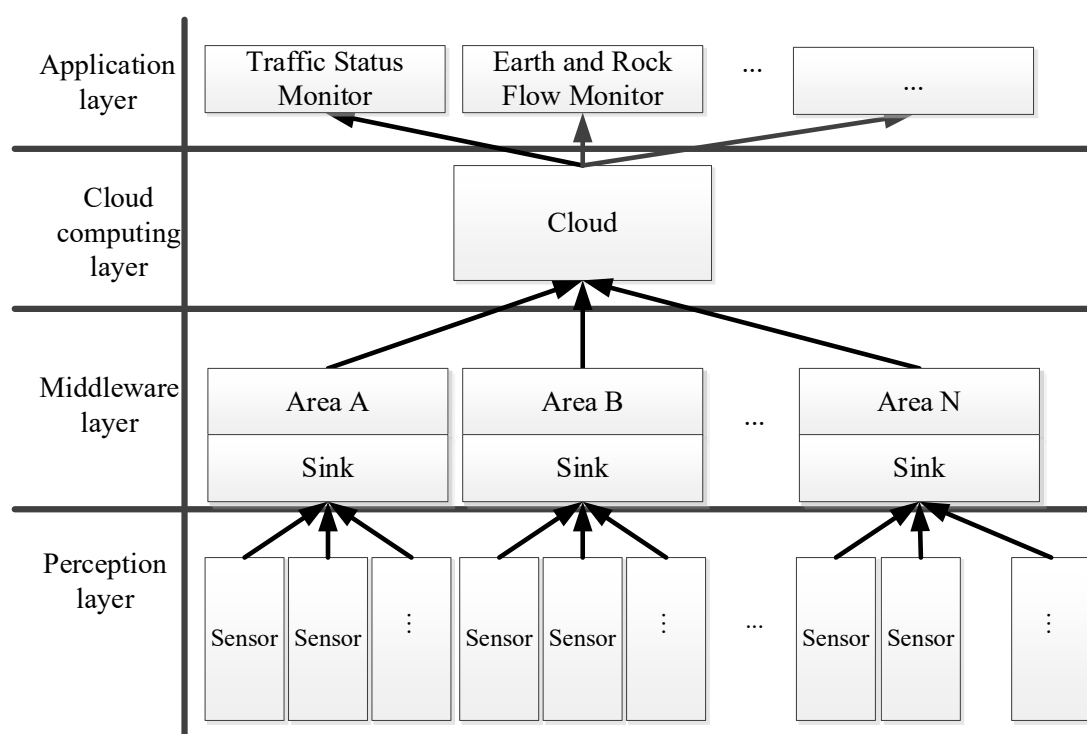 Application
layer
Traffic Status
Monitor
Earth and Rock
Flow Monitor
...
...
Cloud
computing
layer
Cloud
Middleware
layer
Area A
Area B
...
Area N
Sink
Sink
Sink
Perception
layer
Sensor
Sensor
⋮
Sensor
Sensor
⋮
...
Sensor
Sensor
⋮